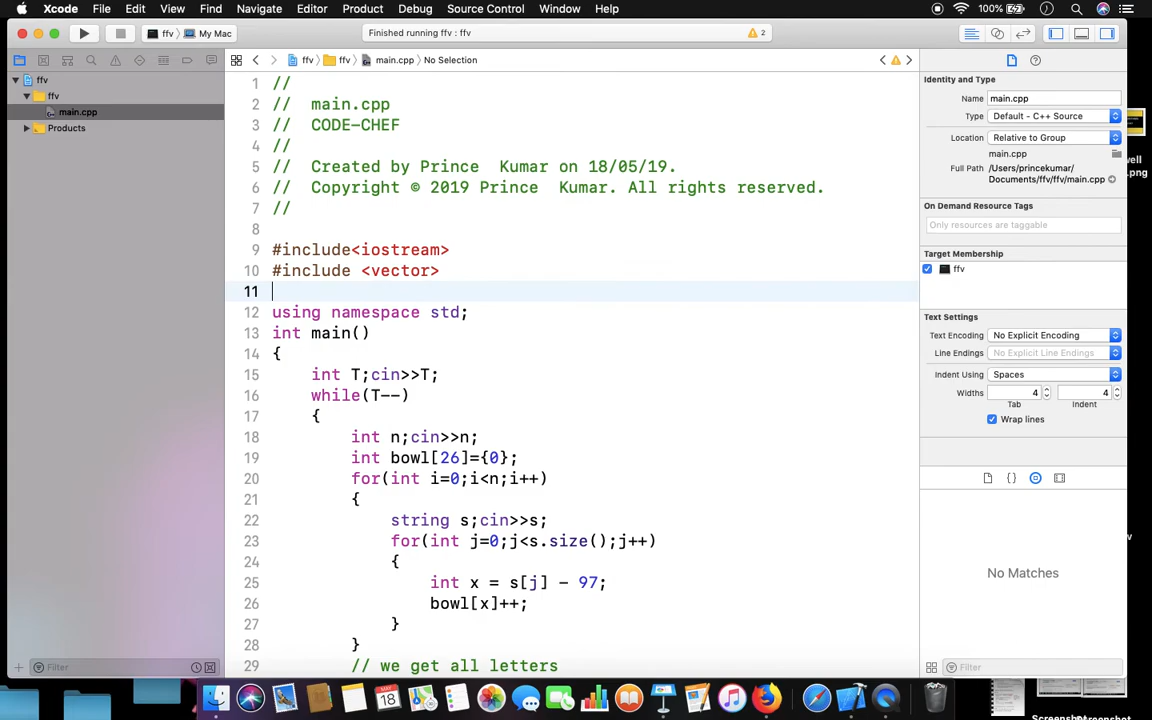 Xcode File Edit View Find Navigate Editor Product Debug Source Control Window Help 100%
ffv My Mac Finished running ffv : ffv 2
ffv ffv main.cpp No Selection
ffv
ffv
main.cpp
Products
Filter
1 //
2 // main.cpp
3 // CODE-CHEF
4 //
5 // Created by Prince  Kumar on 18/05/19.
6 // Copyright © 2019 Prince  Kumar. All rights reserved.
7 //
8
9 #include<iostream>
10 #include <vector>
11
12 using namespace std;
13 int main()
14 {
15 int T;cin>>T;
16 while(T--)
17 {
18 int n;cin>>n;
19 int bowl[26]={0};
20 for(int i=0;i<n;i++)
21 {
22 string s;cin>>s;
23 for(int j=0;j<s.size();j++)
24 {
25 int x = s[j] - 97;
26 bowl[x]++;
27 }
28 }
29 // we get all letters
Identity and Type
Name main.cpp
Type Default - C++ Source
Location Relative to Group
main.cpp
Full Path /Users/princekumar/
Documents/ffv/ffv/main.cpp
On Demand Resource Tags
Only resources are taggable
Target Membership
ffv
Text Settings
Text Encoding No Explicit Encoding
Line Endings No Explicit Line Endings
Indent Using Spaces
Widths 4 4
Tab Indent
Wrap lines
No Matches
Filter
well
.png
MAY
18